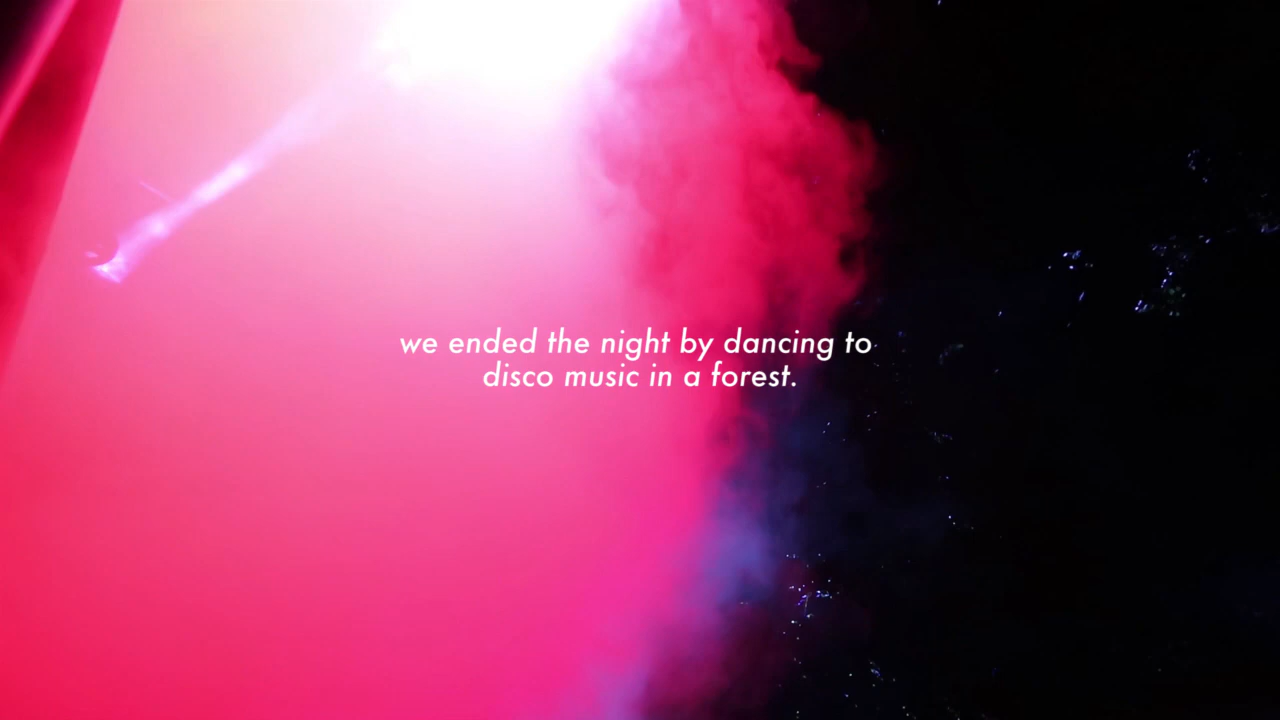 we ended the night by dancing to
disco music in a forest.